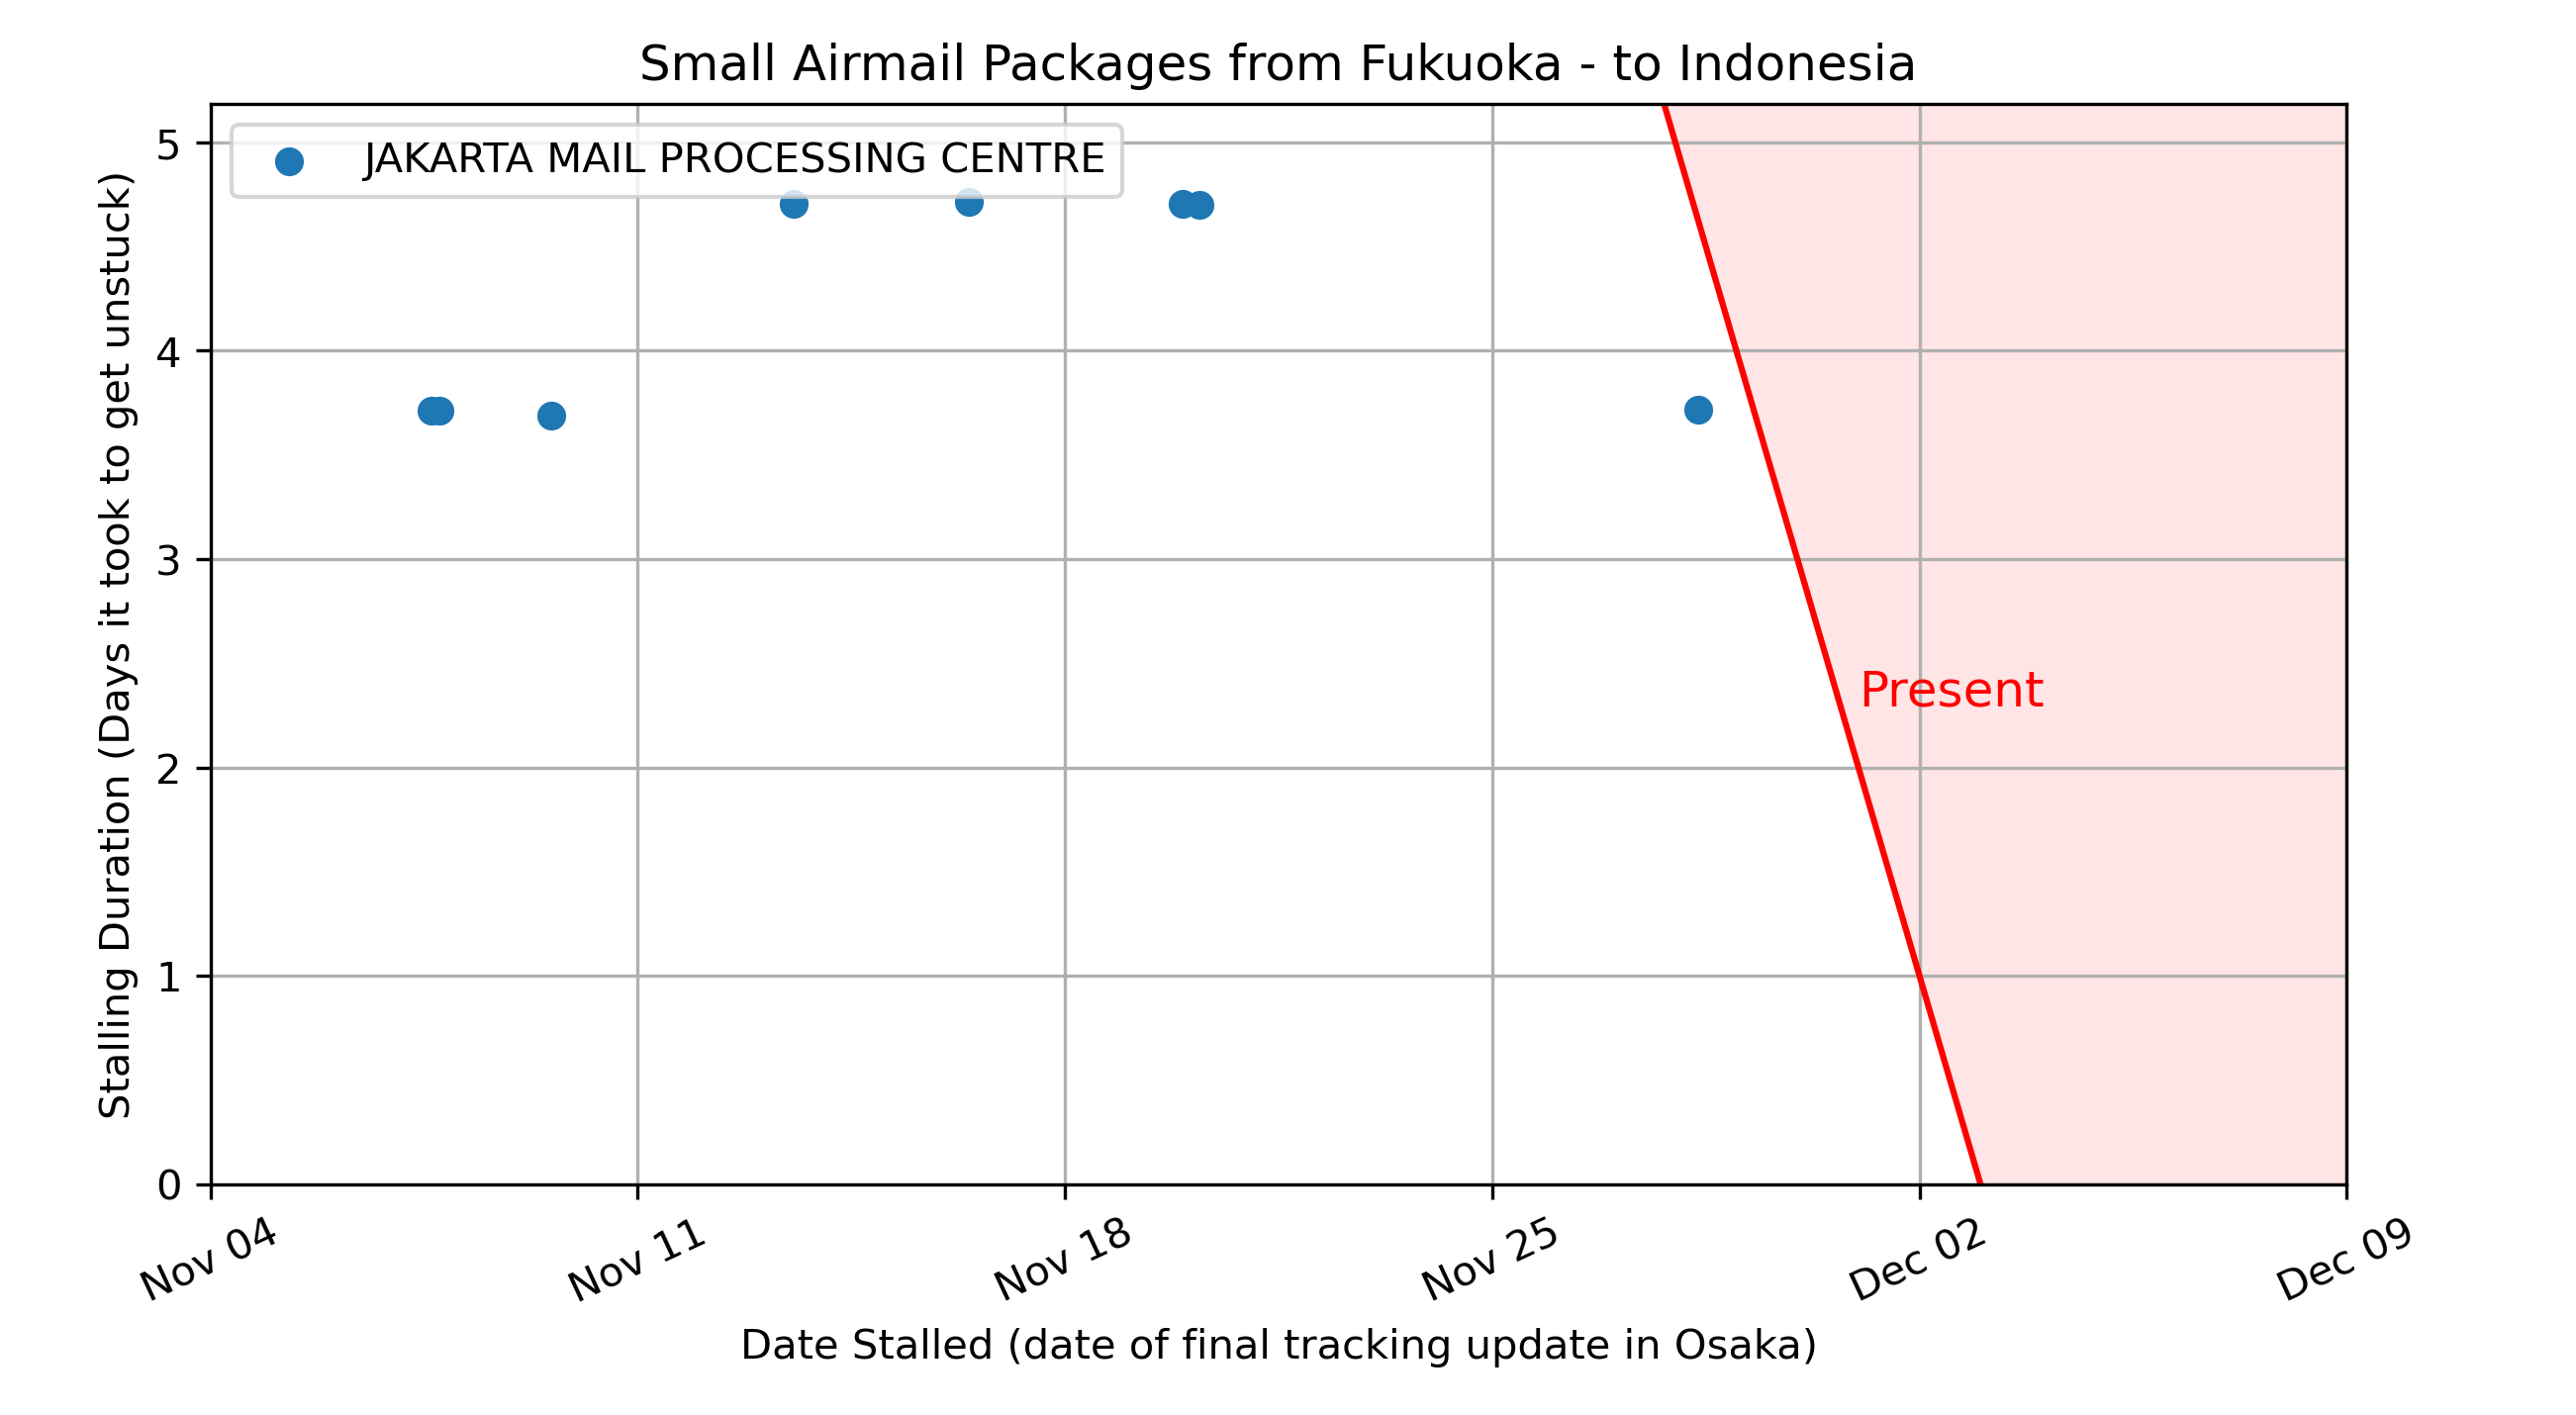 Small Airmail Packages from Fukuoka - to Indonesia
JAKARTA MAIL PROCESSING CENTRE
Stalling Duration (Days it took to get unstuck)
5
4
3
2
1
0
Present
Nov 04
Nov 11
Nov 18
Nov 25
Dec 02
Dec 09
Date Stalled (date of final tracking update in Osaka)